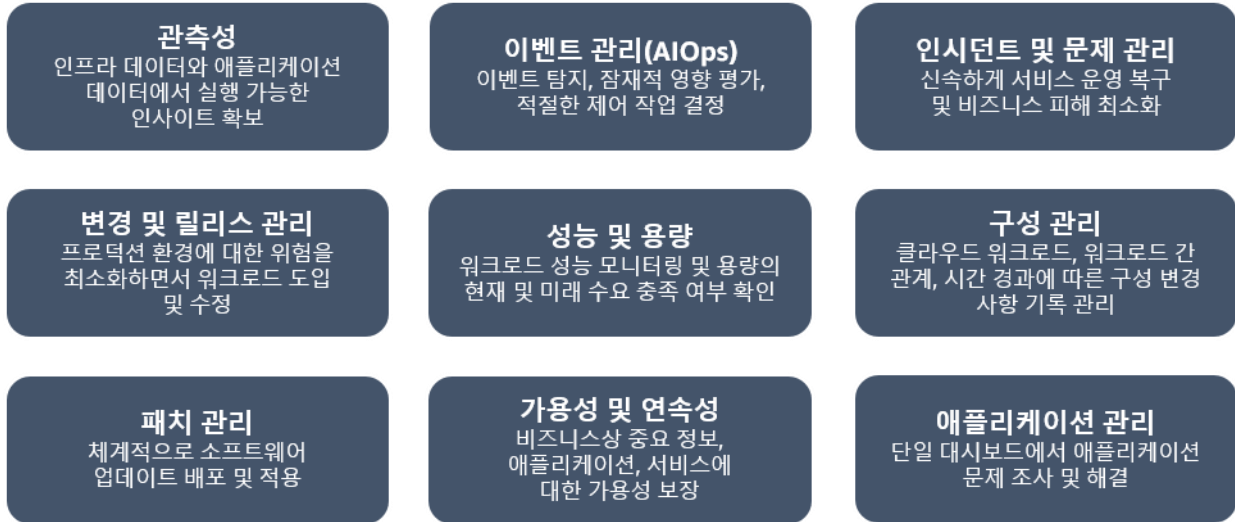 관측성
인프라 데이터와 애플리케이션
데이터에서 실행 가능한
인사이트 확보
이벤트 관리(AIOps)
이벤트 탐지, 잠재적 영향 평가,
적절한 제어 작업 결정
인시던트 및 문제 관리
신속하게 서비스 운영 복구
및 비즈니스 피해 최소화
변경 및 릴리스 관리
프로덕션 환경에 대한 위험을
최소화하면서 워크로드 도입
및 수정
성능 및 용량
워크로드 성능 모니터링 및 용량의
현재 및 미래 수요 충족 여부 확인
구성 관리
클라우드 워크로드, 워크로드 간
관계, 시간 경과에 따른 구성 변경
사항 기록 관리
패치 관리
체계적으로 소프트웨어
업데이트 배포 및 적용
가용성 및 연속성
비즈니스상 중요 정보,
애플리케이션, 서비스에
대한 가용성 보장
애플리케이션 관리
단일 대시보드에서 애플리케이션
문제 조사 및 해결